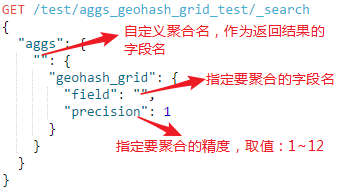 GET /test/aggs_geohash_grid_test/_search
{
"aggs": {
自定义聚合名，作为返回结果的
字段名
"": {
"geohash_grid": {
指定要聚合的字段名
"field": "",
"precision": 1
}
指定要聚合的精度，取值：1~12
}
}
}